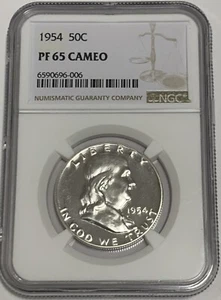 1954 50C
PF 65 CAMEO
6590696-006
NUMISMATIC GUARANTY COMPANY
NGC
LIBERTY
1954
IN GOD WE TRUST